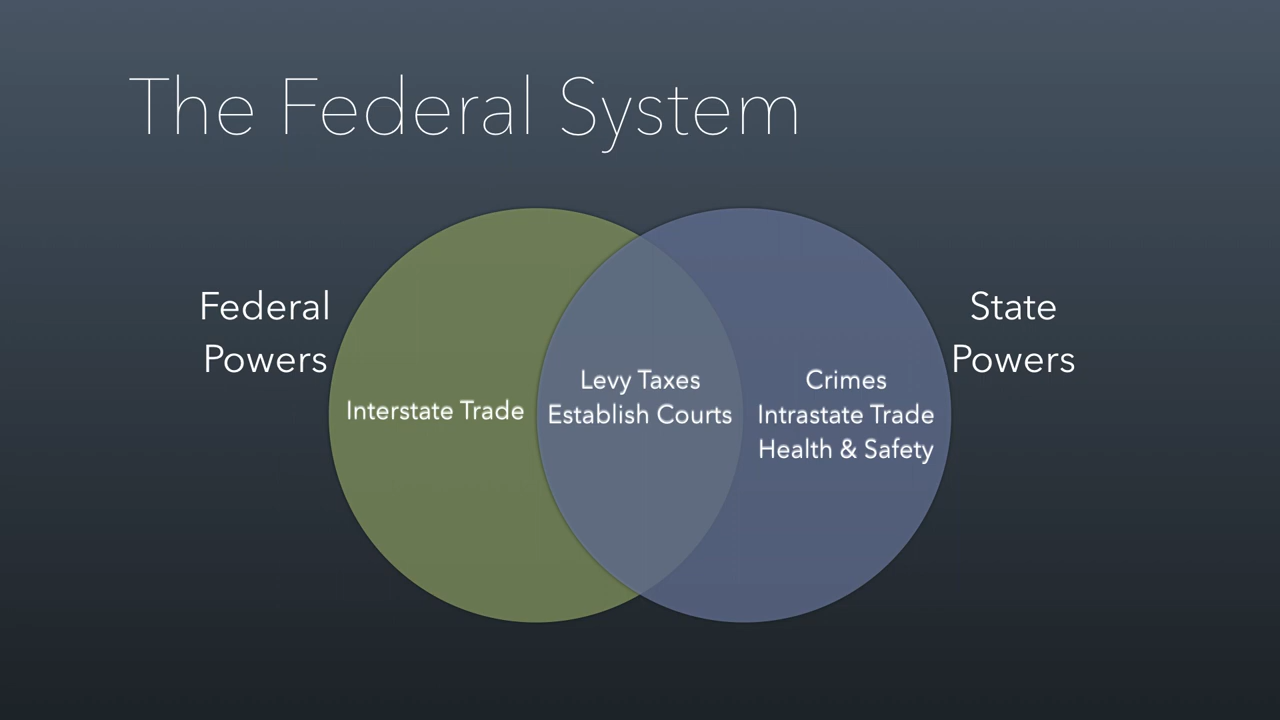 The Federal System
Federal
Powers
Interstate Trade
Levy Taxes
Establish Courts
Crimes
Intrastate Trade
Health & Safety
State
Powers